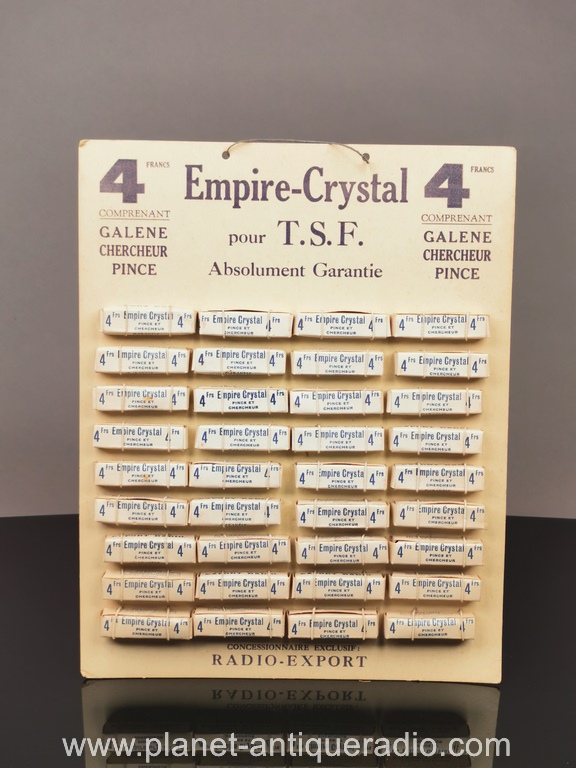 4 FRANCS
COMPRENANT
GALENE
CHERCHEUR
PINCE
Empire-Crystal
pour T.S.F.
Absolument Garantie
4 FRANCS
COMPRENANT
GALENE
CHERCHEUR
PINCE
4 Frs Empire Crystal 4 Frs
PINCE ET
CHERCHEUR
CONCESSIONNAIRE EXCLUSIF:
RADIO-EXPORT
www.planet-antiqueradio.com